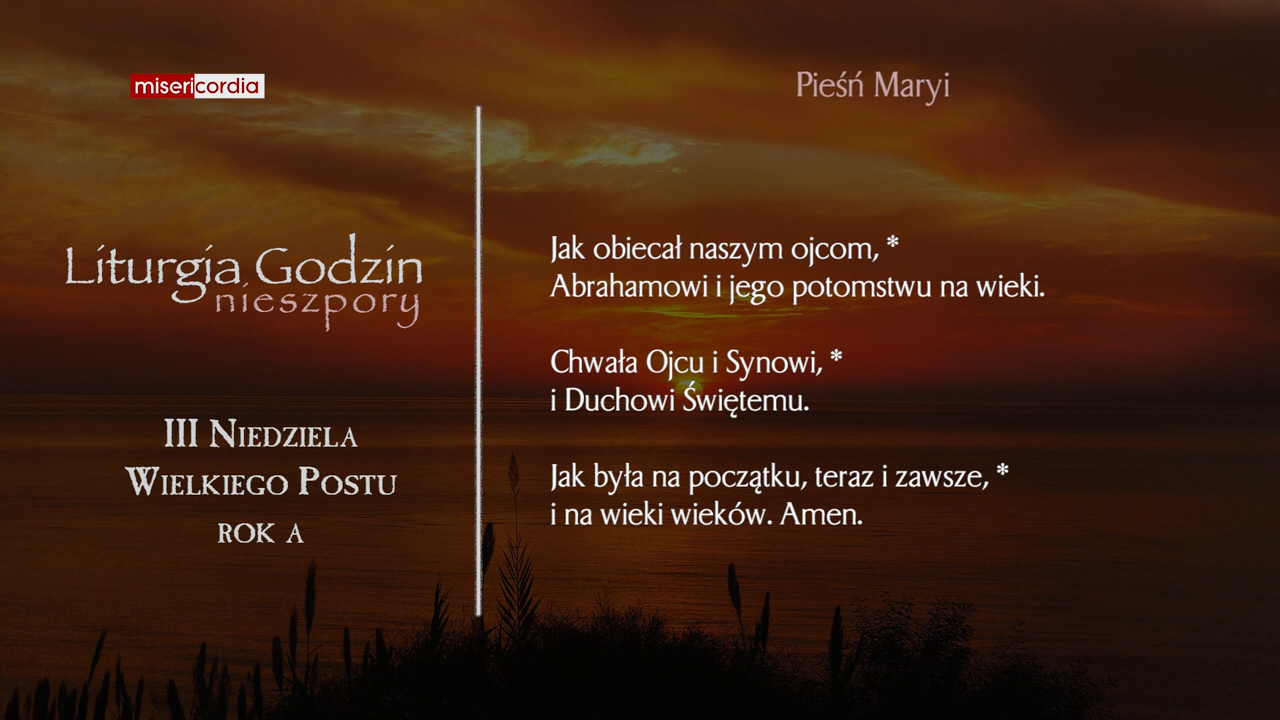 misericordia
Liturgia Godzin
nieszpory
III Niedziela
Wielkiego Postu
rok A
Pieśń Maryi
Jak obiecał naszym ojcom, *
Abrahamowi i jego potomstwu na wieki.
Chwała Ojcu i Synowi, *
i Duchowi Świętemu.
Jak była na początku, teraz i zawsze, *
i na wieki wieków. Amen.